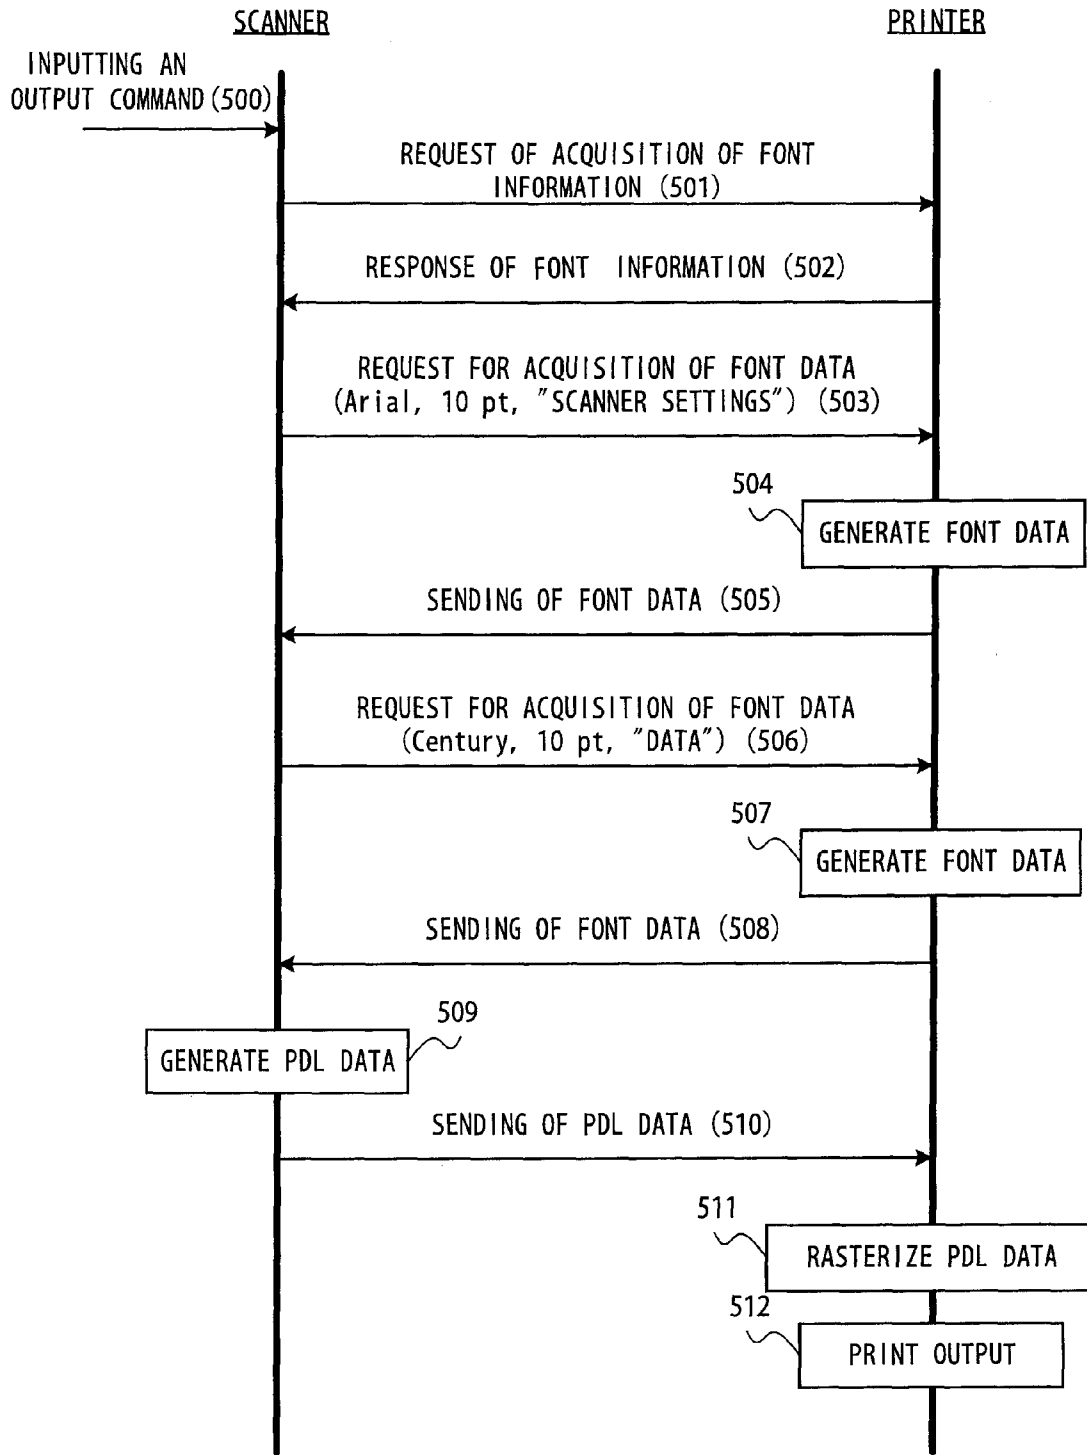 SCANNER
PRINTER
INPUTTING AN
OUTPUT COMMAND (500)
REQUEST OF ACQUISITION OF FONT
INFORMATION (501)
RESPONSE OF FONT INFORMATION (502)
REQUEST FOR ACQUISITION OF FONT DATA
(Arial, 10 pt, "SCANNER SETTINGS") (503)
504
GENERATE FONT DATA
SENDING OF FONT DATA (505)
REQUEST FOR ACQUISITION OF FONT DATA
(Century, 10 pt, "DATA") (506)
507
GENERATE FONT DATA
SENDING OF FONT DATA (508)
509
GENERATE PDL DATA
SENDING OF PDL DATA (510)
511
RASTERIZE PDL DATA
512
PRINT OUTPUT